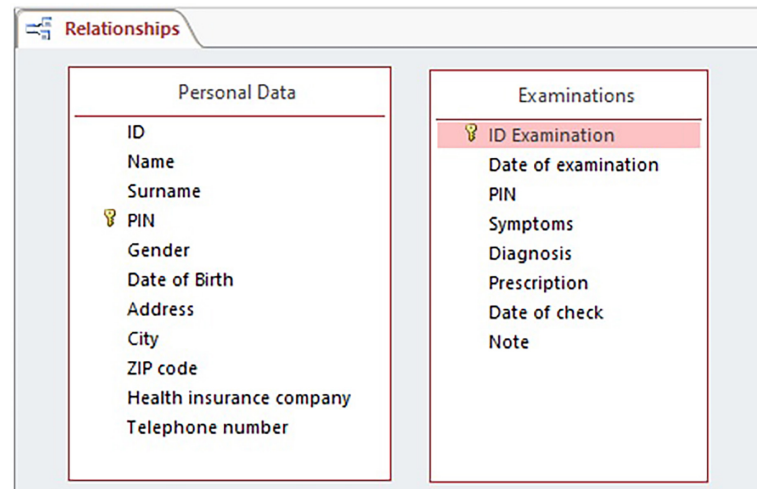 Relationships
Personal Data
ID
Name
Surname
PIN
Gender
Date of Birth
Address
City
ZIP code
Health insurance company
Telephone number
Examinations
ID Examination
Date of examination
PIN
Symptoms
Diagnosis
Prescription
Date of check
Note